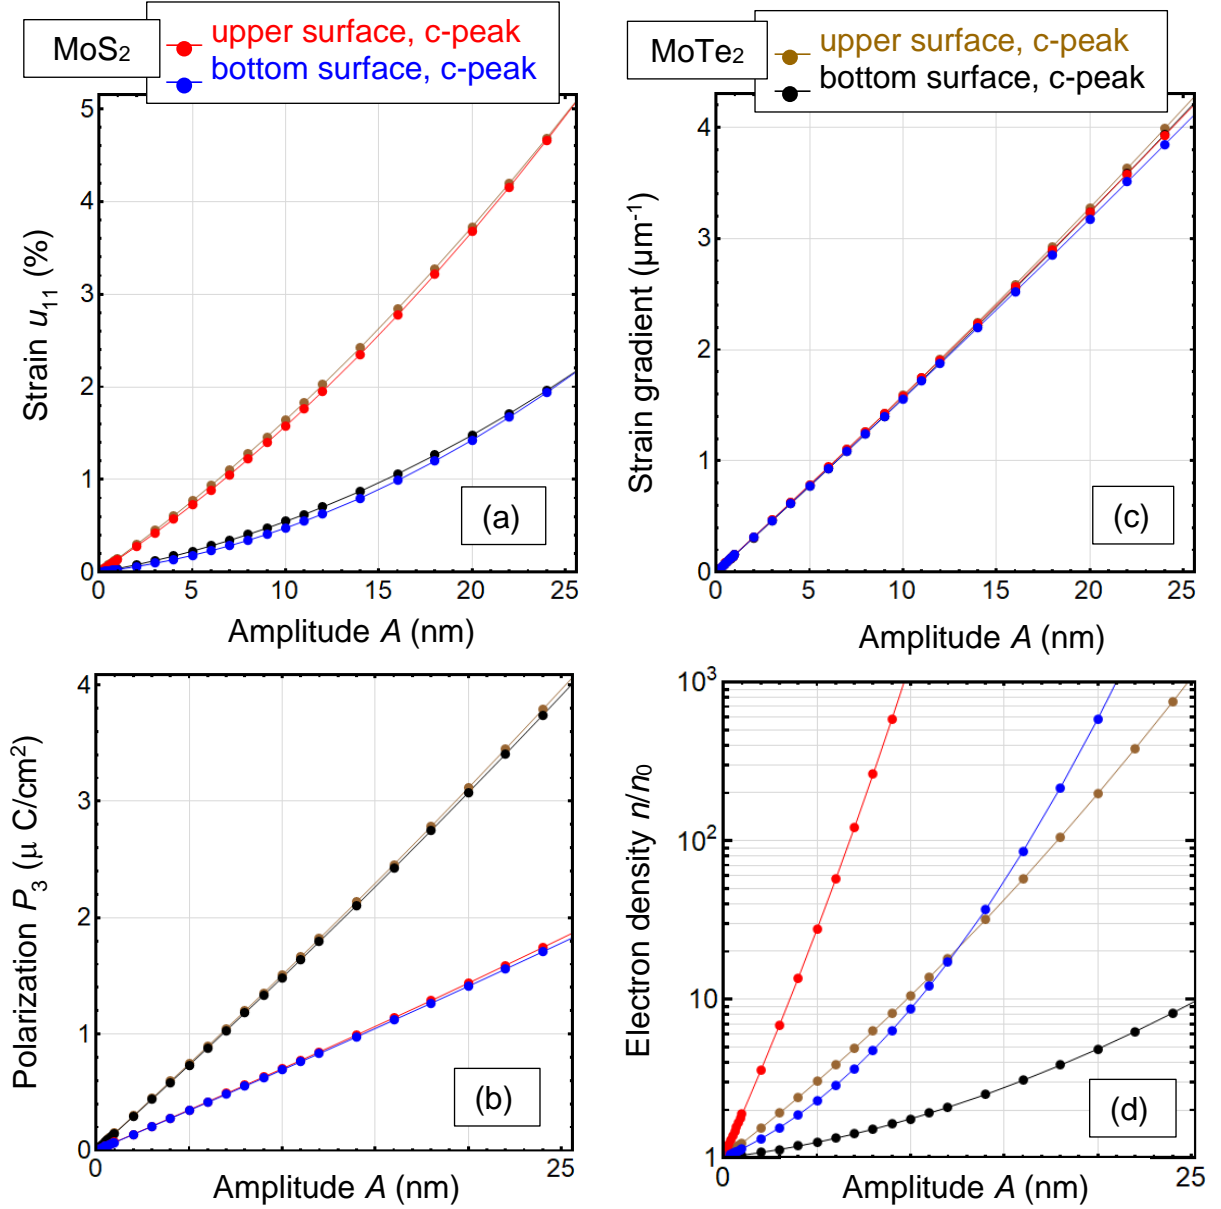 MoS2
upper surface, c-peak
bottom surface, c-peak
MoTe2
upper surface, c-peak
bottom surface, c-peak
5
4
3
2
1
0
Strain u11 (%)
(a)
0 5 10 15 20 25
Amplitude A (nm)
4
3
2
1
0
Strain gradient (μm-1)
(c)
0 5 10 15 20 25
Amplitude A (nm)
4
3
2
1
0
Polarization P3 (μ C/cm2)
(b)
0 25
Amplitude A (nm)
103
102
10
1
Electron density n/n0
(d)
0 25
Amplitude A (nm)